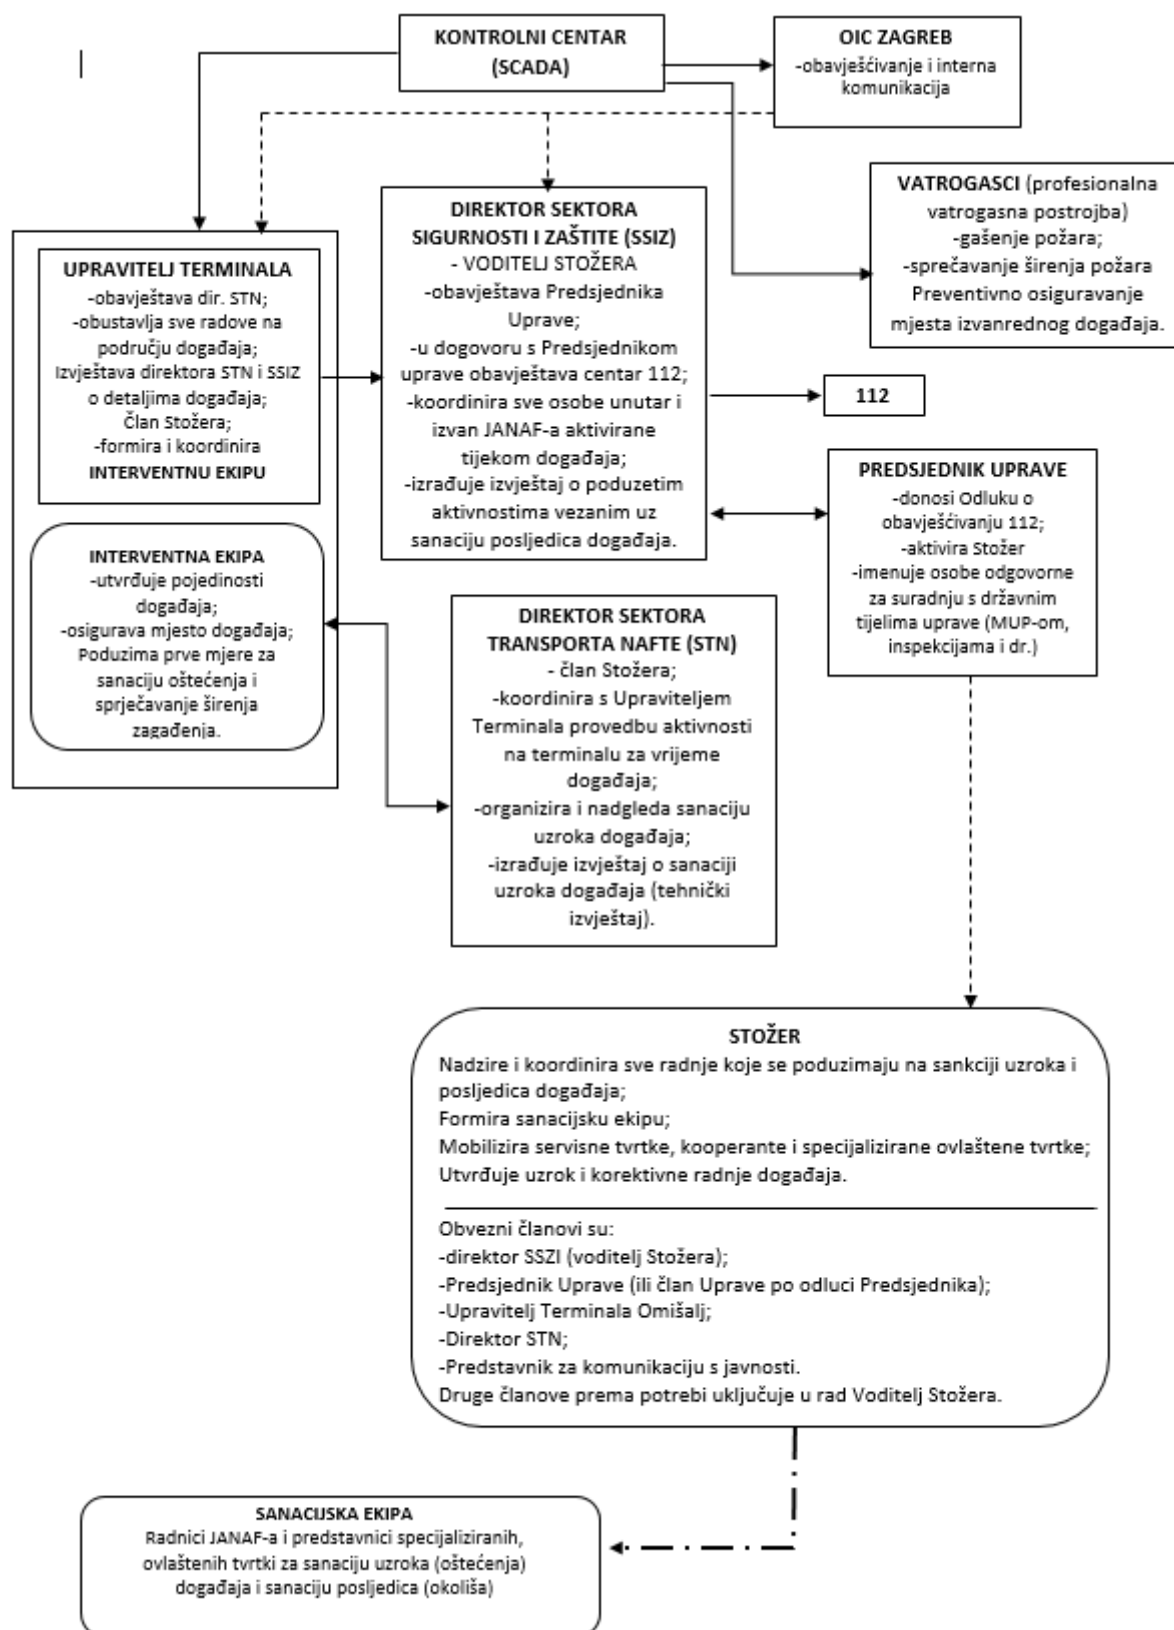 KONTROLNI CENTAR
(SCADA)
OIC ZAGREB
-obavješćivanje i interna
komunikacija
VATROGASCI (profesionalna
vatrogasna postrojba)
-gašenje požara;
-sprečavanje širenja požara
Preventivno osiguravanje
mjesta izvanrednog događaja.
DIREKTOR SEKTORA
SIGURNOSTI I ZAŠTITE (SSIZ)
- VODITELJ STOŽERA
-obavještava Predsjednika
Uprave;
-u dogovoru s Predsjednikom
uprave obavještava centar 112;
-koordinira sve osobe unutar i
izvan JANAF-a aktivirane
tijekom događaja;
-izrađuje izvještaj o poduzetim
aktivnostima vezanim uz
sanaciju posljedica događaja.
UPRAVITELJ TERMINALA
-obavještava dir. STN;
-obustavlja sve radove na
području događaja;
Izvještava direktora STN i SSIZ
o detaljima događaja;
Član Stožera;
-formira i koordinira
INTERVENTNU EKIPU
112
PREDSJEDNIK UPRAVE
-donosi Odluku o
obavješćivanju 112;
-aktivira Stožer
-imenuje osobe odgovorne
za suradnju s državnim
tijelima uprave (MUP-om,
inspekcijama i dr.)
INTERVENTNA EKIPA
-utvrđuje pojedinosti
događaja;
-osigurava mjesto događaja;
Poduzima prve mjere za
sanaciju oštećenja i
sprječavanje širenja
zagađenja.
DIREKTOR SEKTORA
TRANSPORTA NAFTE (STN)
- član Stožera;
-koordinira s Upraviteljem
Terminala provedbu aktivnosti
na terminalu za vrijeme
događaja;
-organizira i nadgleda sanaciju
uzroka događaja;
-izrađuje izvještaj o sanaciji
uzroka događaja (tehnički
izvještaj).
STOŽER
Nadzire i koordinira sve radnje koje se poduzimaju na sankciji uzroka i
posljedica događaja;
Formira sanacijsku ekipu;
Mobilizira servisne tvrtke, kooperante i specijalizirane ovlaštene tvrtke;
Utvrđuje uzrok i korektivne radnje događaja.
Obvezni članovi su:
-direktor SSZI (voditelj Stožera);
-Predsjednik Uprave (ili član Uprave po odluci Predsjednika);
-Upravitelj Terminala Omišalj;
-Direktor STN;
-Predstavnik za komunikaciju s javnosti.
Druge članove prema potrebi uključuje u rad Voditelj Stožera.
SANACIJSKA EKIPA
Radnici JANAF-a i predstavnici specijaliziranih,
ovlaštenih tvrtki za sanaciju uzroka (oštećenja)
događaja i sanaciju posljedica (okoliša)